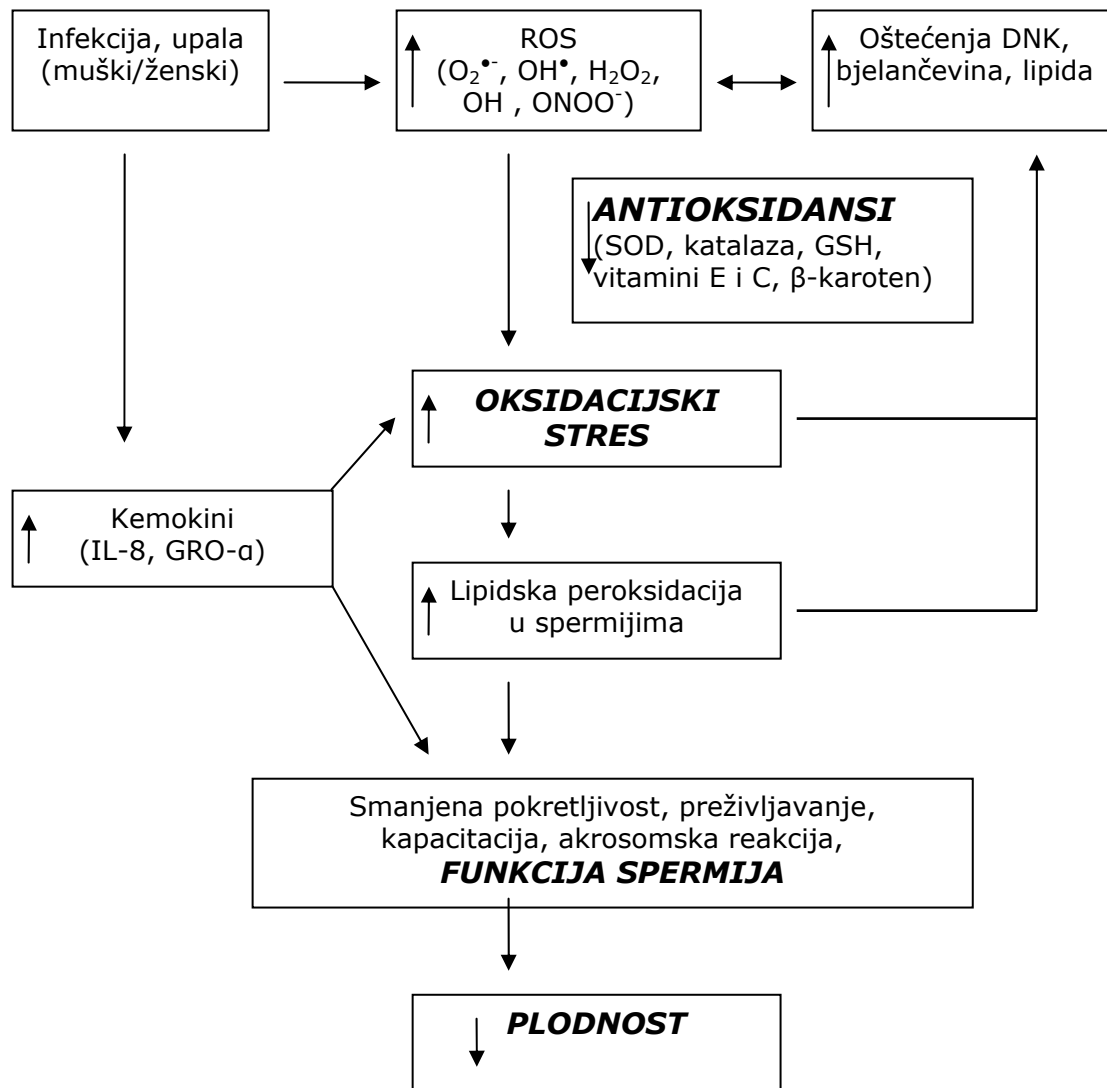 Infekcija, upala
(muški/ženski)
ROS
(O₂•⁻, OH•, H₂O₂,
OH , ONOO⁻)
Oštećenja DNK,
bjelančevina, lipida
ANTIOKSIDANSI
(SOD, katalaza, GSH,
vitamini E i C, β-karoten)
OKSIDACIJSKI
STRES
Kemokini
(IL-8, GRO-α)
Lipidska peroksidacija
u spermijima
Smanjena pokretljivost, preživljavanje,
kapacitacija, akrosomska reakcija,
FUNKCIJA SPERMIJA
PLODNOST